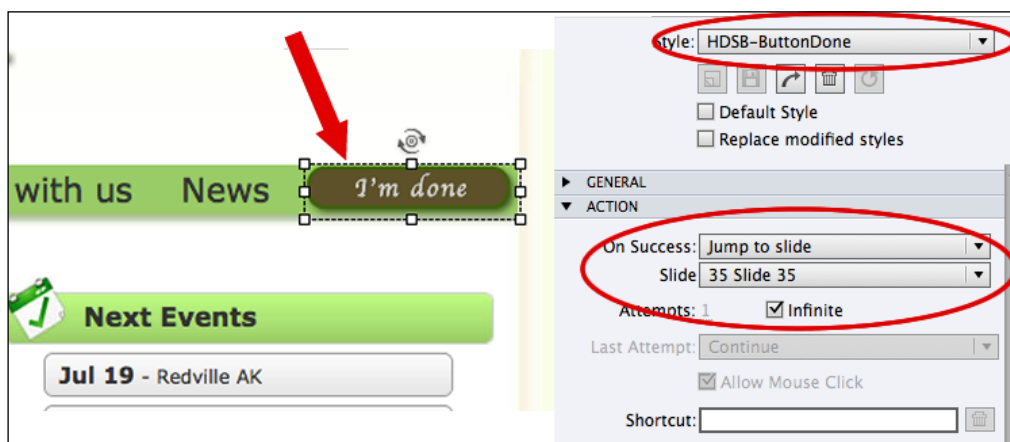 with us News I'm done
Next Events
Jul 19 - Redville AK
Style: HDSB-ButtonDone
Default Style
Replace modified styles
GENERAL
ACTION
On Success: Jump to slide
Slide 35 Slide 35
Attempts: 1 Infinite
Last Attempt: Continue
Allow Mouse Click
Shortcut: